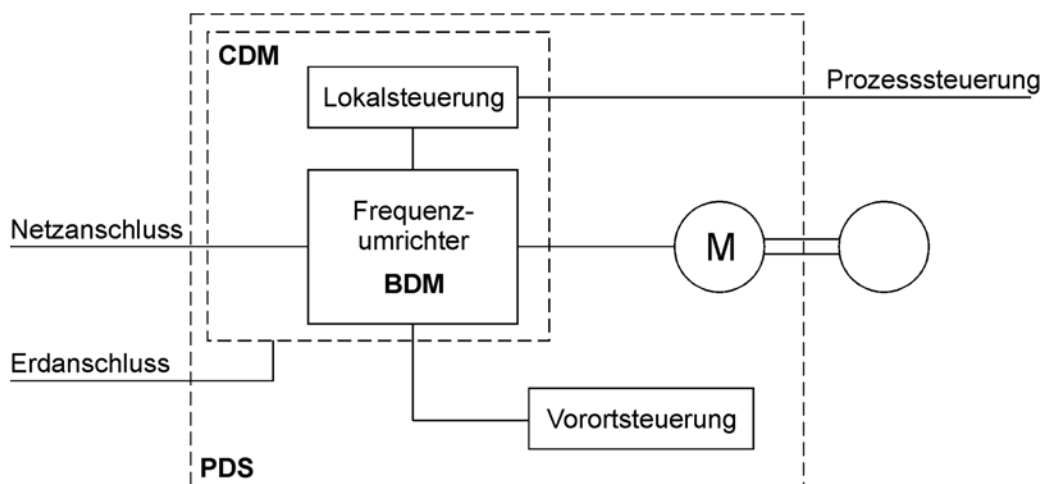 CDM
Lokalsteuerung
Prozesssteuerung
Netzanschluss
Frequenz-
umrichter
BDM
M
Erdanschluss
Vorortsteuerung
PDS